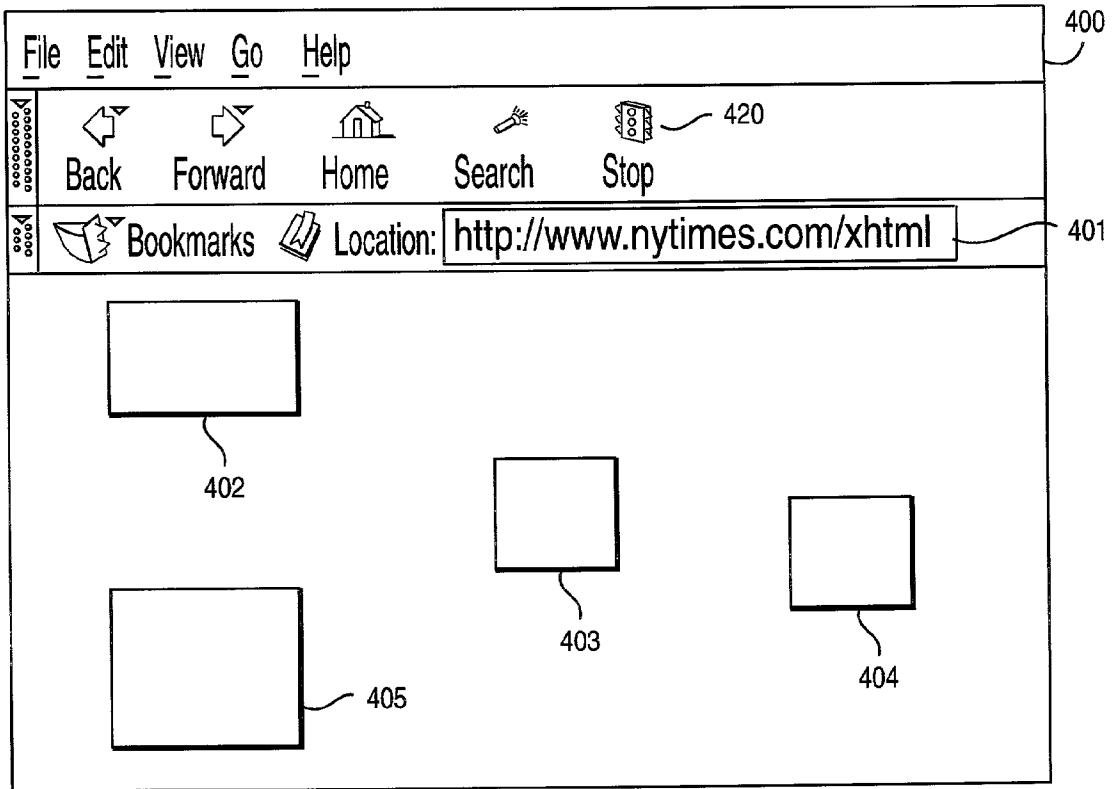 400
File Edit View Go Help
420
Back Forward Home Search Stop
Bookmarks Location: http://www.nytimes.com/xhtml 401
402
403
404
405